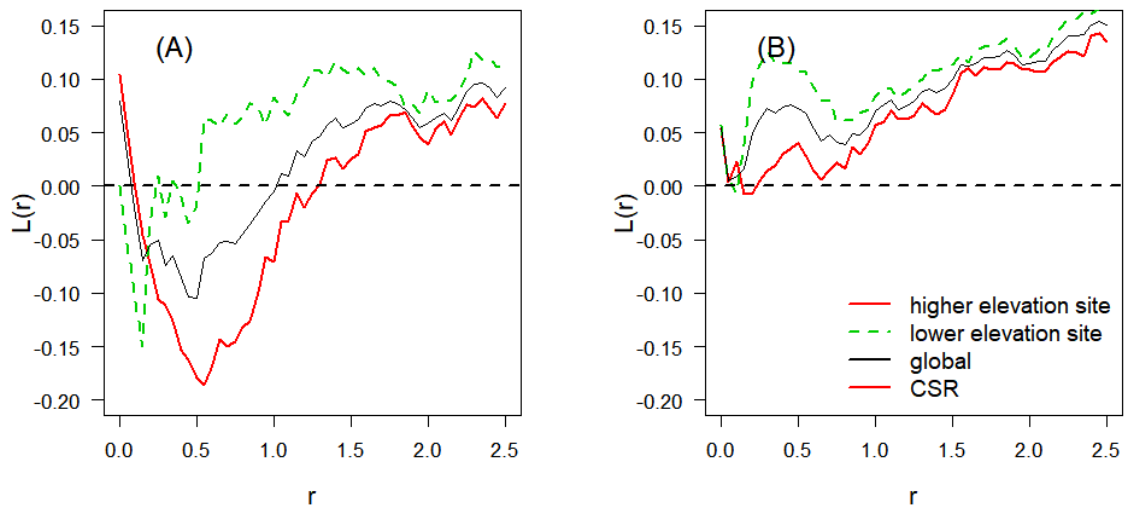 (A)
0.15
0.10
0.05
0.00
-0.05
-0.10
-0.15
-0.20
L(r)
0.0 0.5 1.0 1.5 2.0 2.5
r
(B)
0.15
0.10
0.05
0.00
-0.05
-0.10
-0.15
-0.20
L(r)
higher elevation site
lower elevation site
global
CSR
0.0 0.5 1.0 1.5 2.0 2.5
r